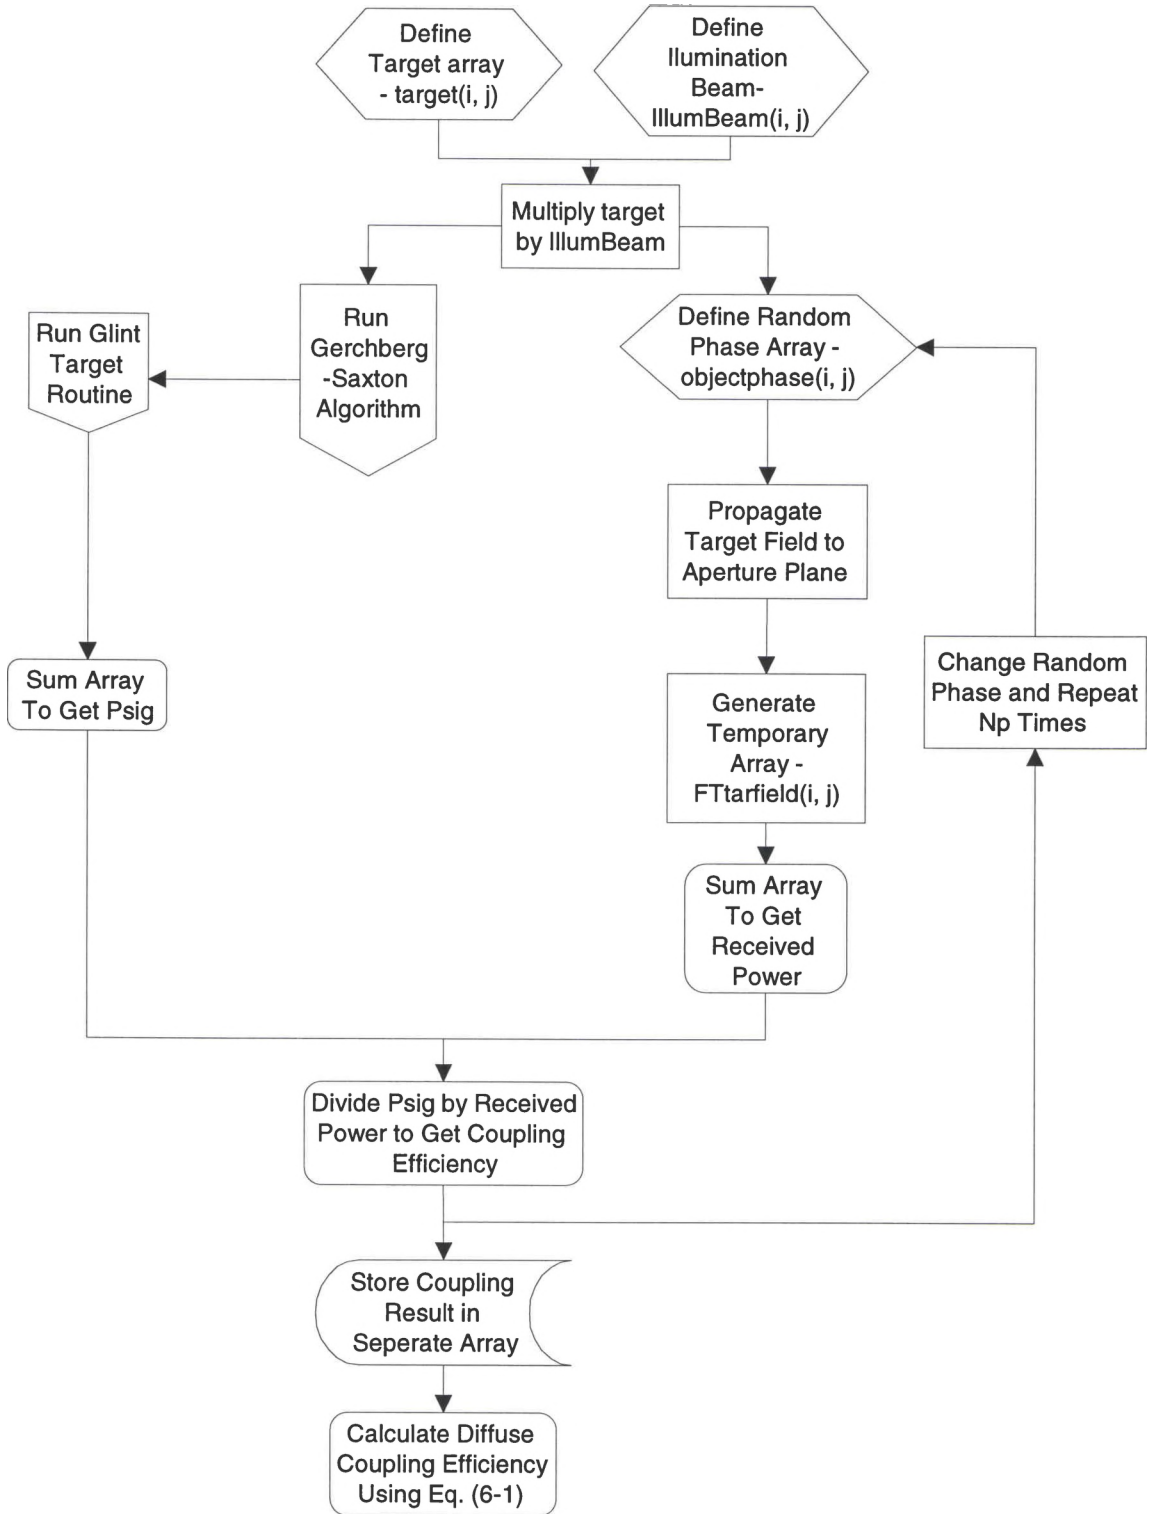 Define
Target array
- target(i, j)
Define
Ilumination
Beam-
IllumBeam(i, j)
Multiply target
by IllumBeam
Run Glint
Target
Routine
Run
Gerchberg
-Saxton
Algorithm
Define Random
Phase Array -
objectphase(i, j)
Propagate
Target Field to
Aperture Plane
Sum Array
To Get Psig
Generate
Temporary
Array -
FTtarfield(i, j)
Change Random
Phase and Repeat
Np Times
Sum Array
To Get
Received
Power
Divide Psig by Received
Power to Get Coupling
Efficiency
Store Coupling
Result in
Seperate Array
Calculate Diffuse
Coupling Efficiency
Using Eq. (6-1)